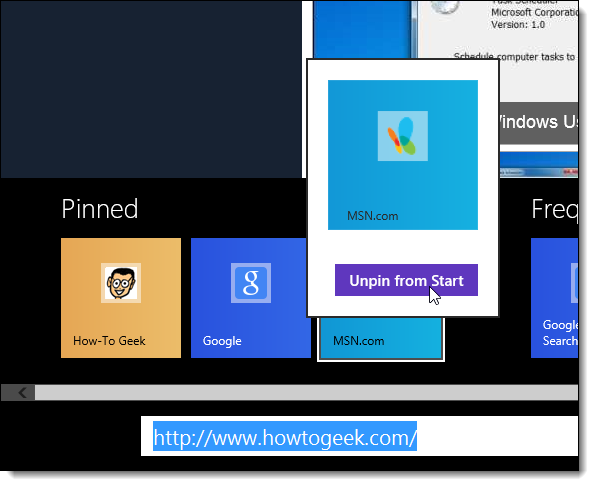 Task Scheduler
Microsoft Corporatio
Version: 1.0
Schedule computer tasks to
Windows Us
MSN.com
Unpin from Start
Pinned
Freq
How-To Geek
Google
MSN.com
Google
Search
http://www.howtogeek.com/